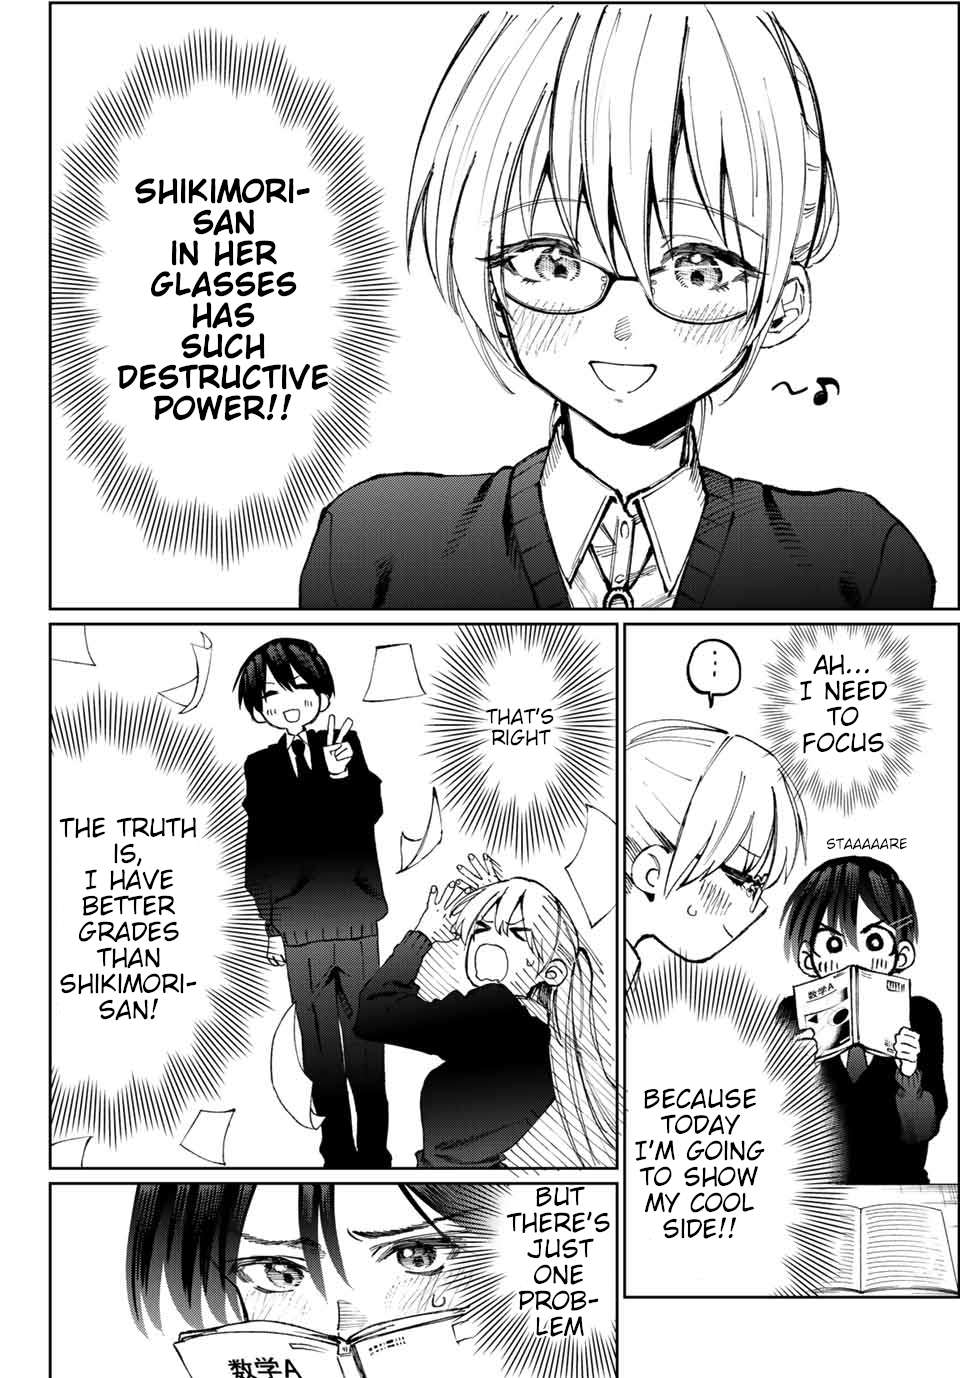 SHIKIMORI-
SAN
IN HER
GLASSES
HAS
SUCH
DESTRUCTIVE
POWER!!
AH...
I NEED
TO
FOCUS
STAAAAARE
数学A
BECAUSE
TODAY
I'M GOING
TO SHOW
MY COOL
SIDE!!
THAT'S
RIGHT
THE TRUTH
IS,
I HAVE
BETTER
GRADES
THAN
SHIKIMORI-
SAN!
BUT
THERE'S
JUST
ONE
PROB-
LEM
数学A